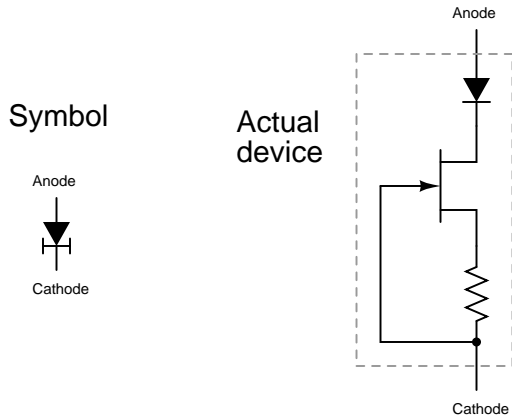 Symbol
Anode
Cathode
Actual
device
Anode
Cathode